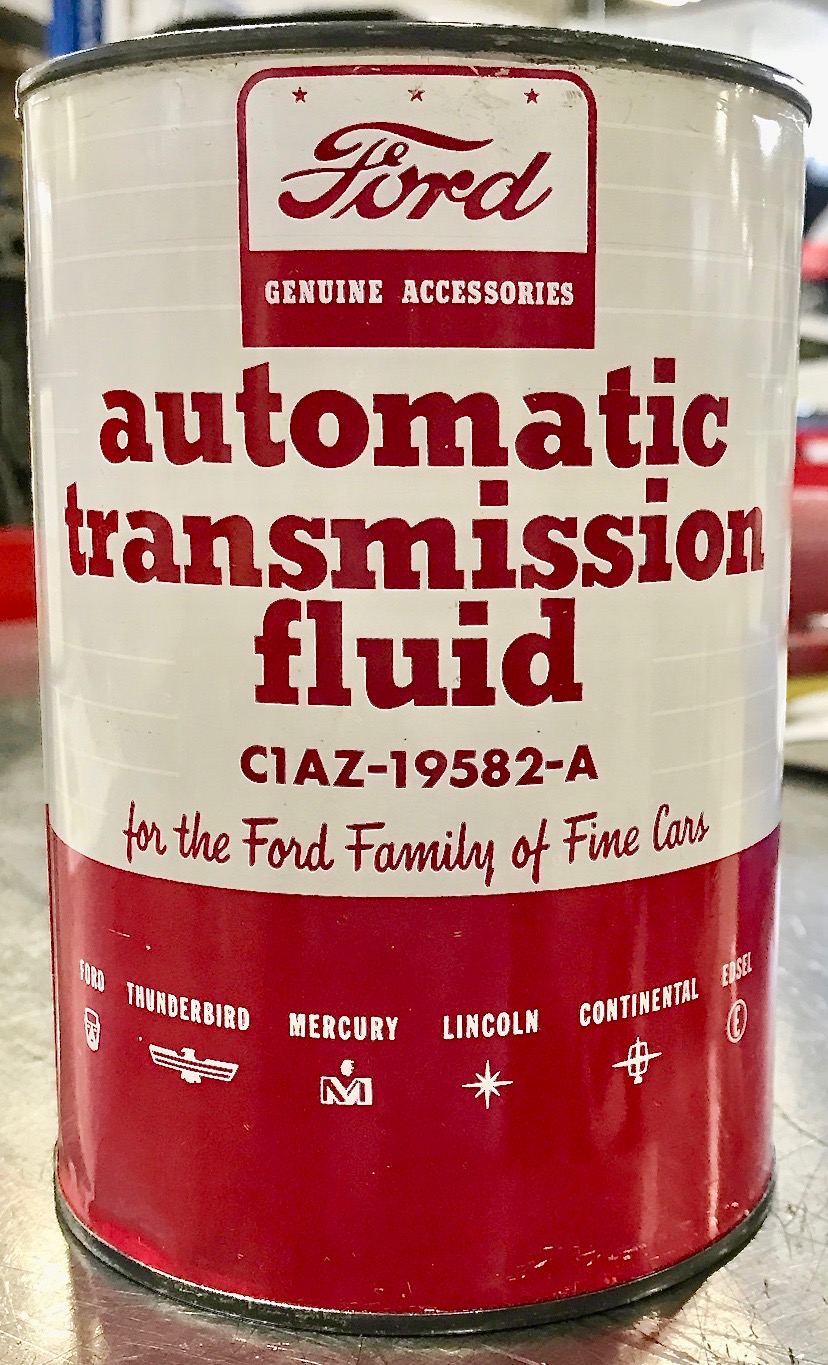 Ford
GENUINE ACCESSORIES
automatic
transmission
fluid
C1AZ-19582-A
for the Ford Family of Fine Cars
FORD THUNDERBIRD MERCURY LINCOLN CONTINENTAL EDSEL
M E